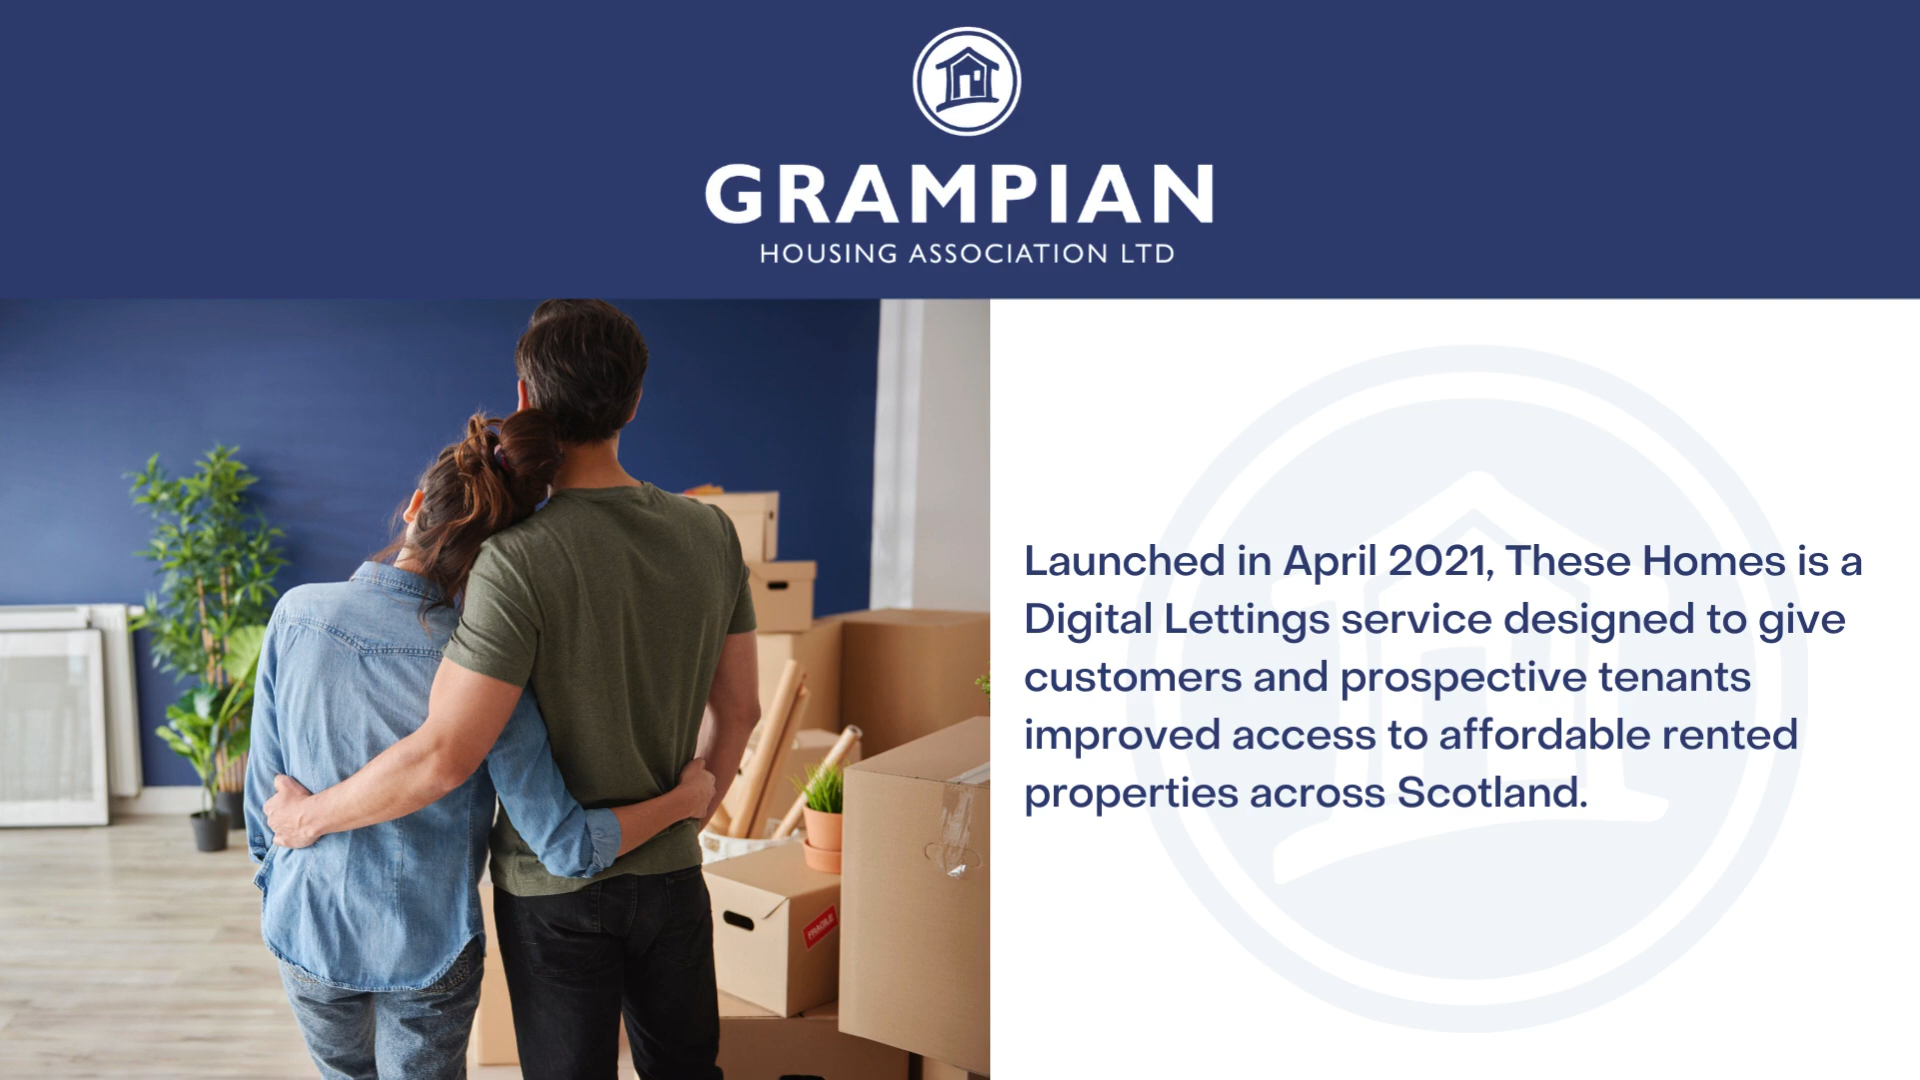 GRAMPIAN
HOUSING ASSOCIATION LTD
Launched in April 2021, These Homes is a
Digital Lettings service designed to give
customers and prospective tenants
improved access to affordable rented
properties across Scotland.
FRAGILE